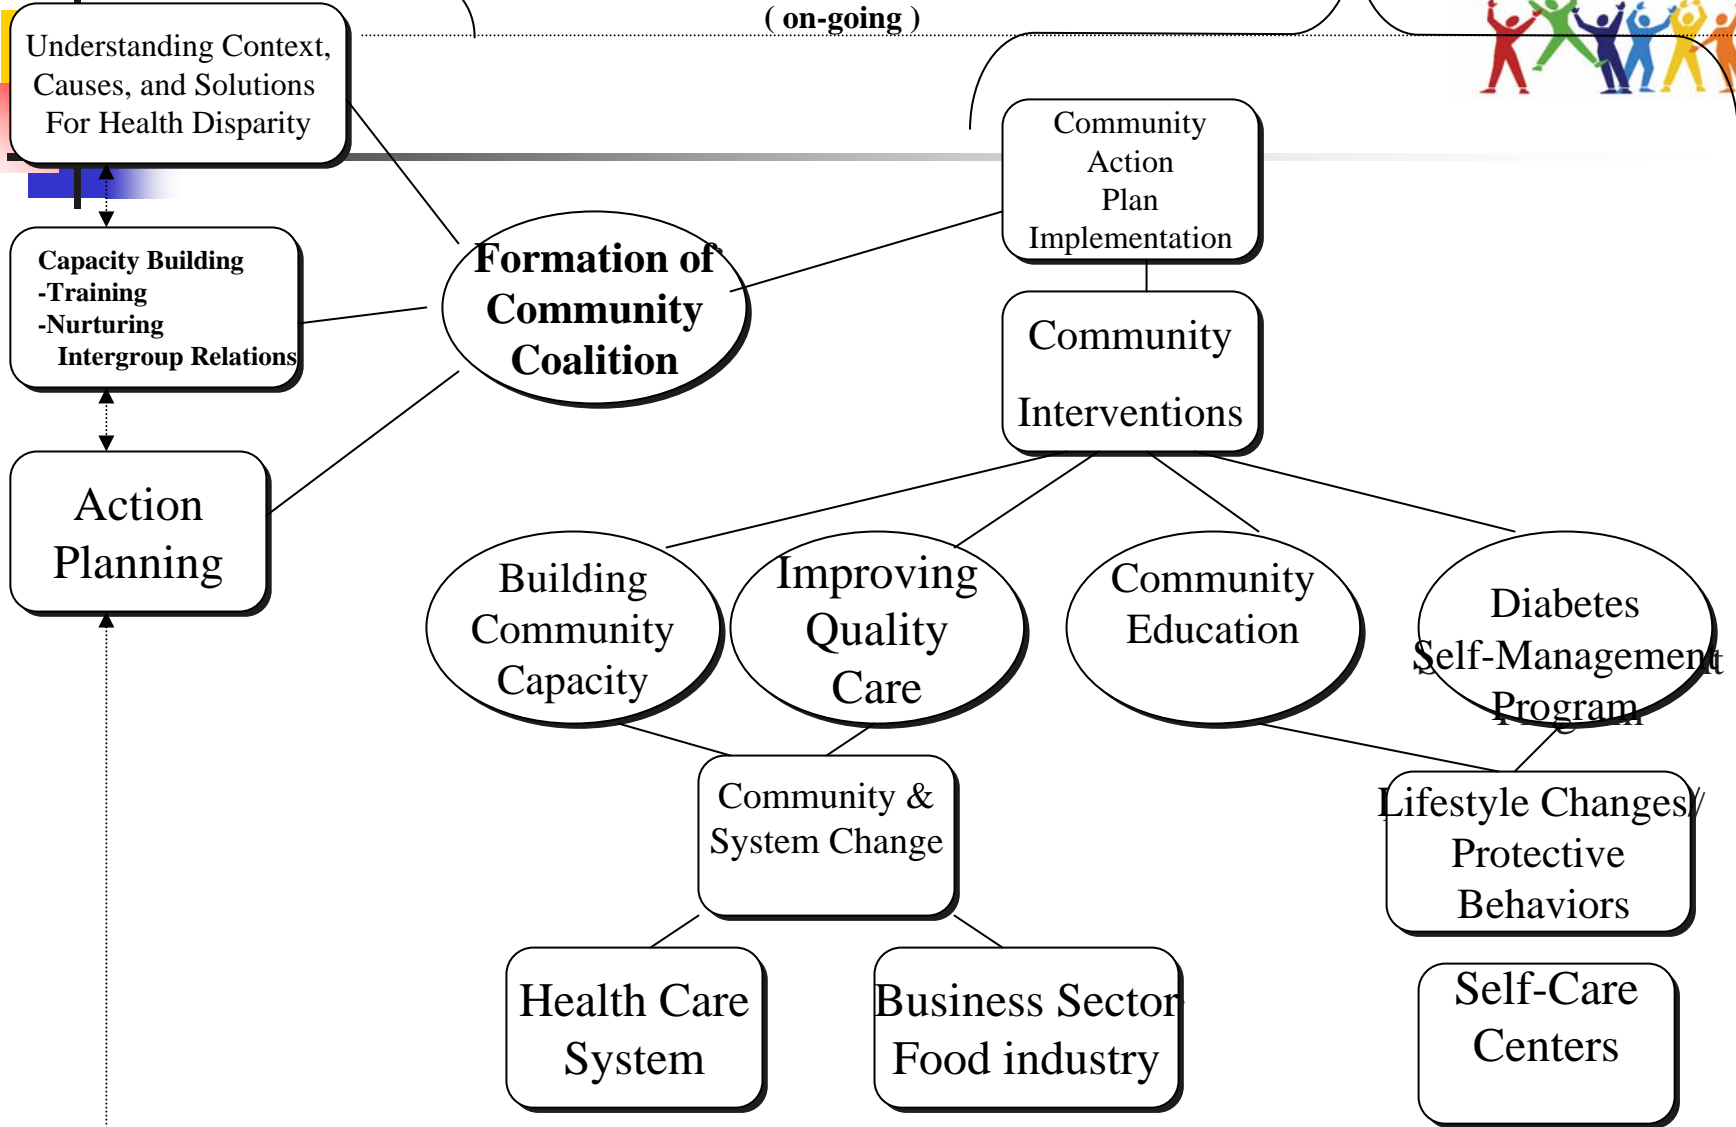 ( on-going )
Understanding Context,
Causes, and Solutions
For Health Disparity
Capacity Building
-Training
-Nurturing
Intergroup Relations
Action
Planning
Formation of
Community
Coalition
Community
Action
Plan
Implementation
Community
Interventions
Building
Community
Capacity
Improving
Quality
Care
Community
Education
Diabetes
Self-Management
Program
Community &
System Change
Lifestyle Changes/
Protective
Behaviors
Health Care
System
Business Sector
Food industry
Self-Care
Centers